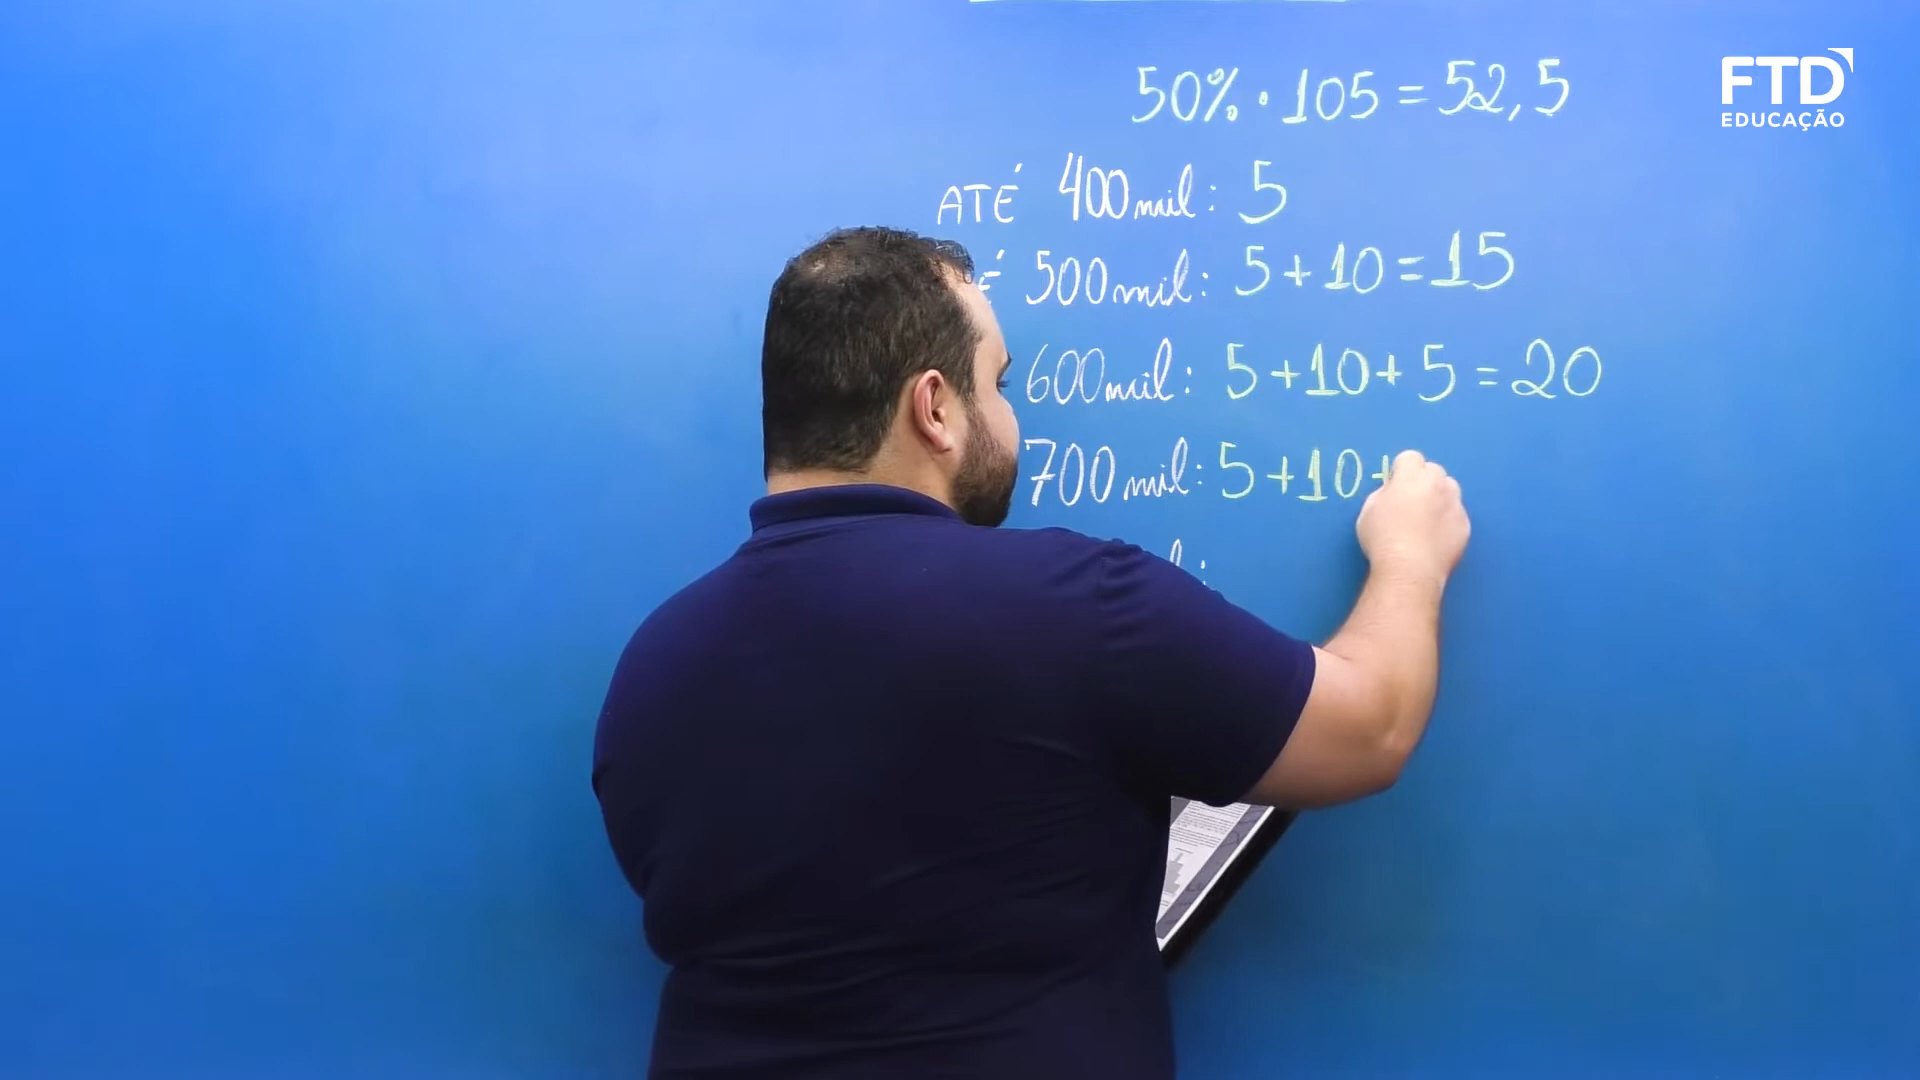 50% · 105 = 52,5
FTD
EDUCAÇÃO
ATÉ 400mil: 5
É 500mil: 5+10=15
600mil: 5+10+5=20
700mil: 5+10+
l: